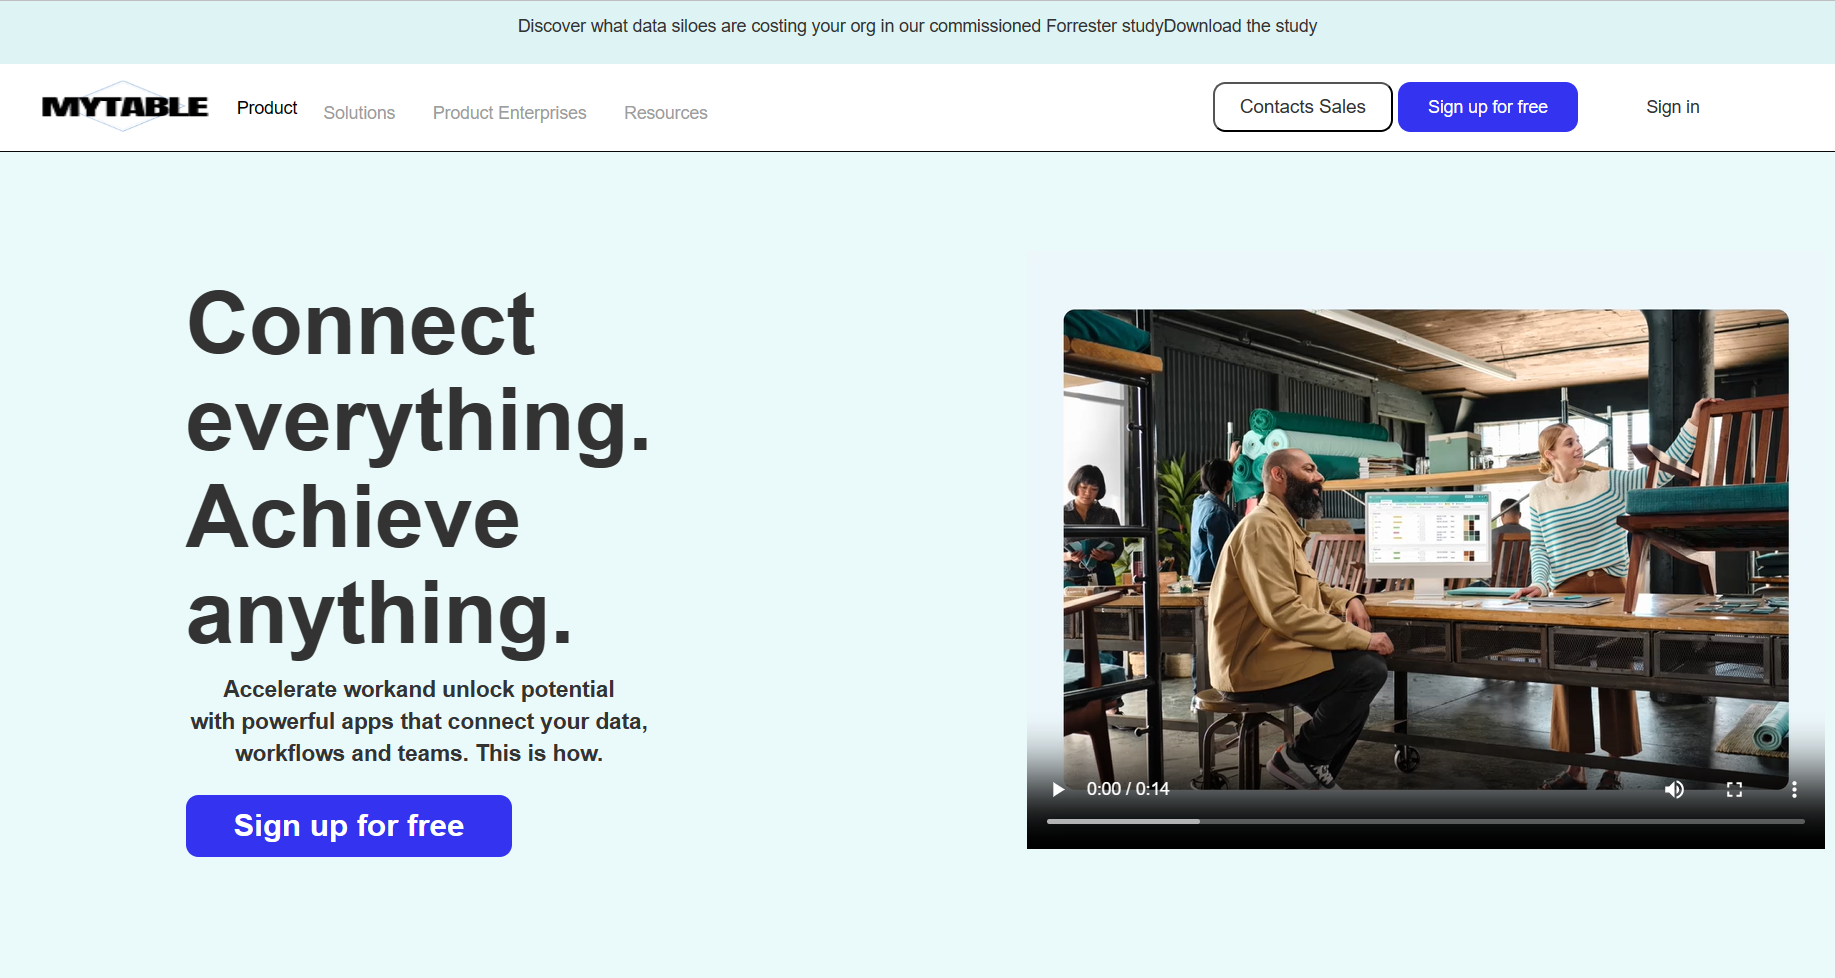 Discover what data siloes are costing your org in our commissioned Forrester studyDownload the study
MYTABLE
Product
Solutions
Product Enterprises
Resources
Contacts Sales
Sign up for free
Sign in
Connect
everything.
Achieve
anything.
Accelerate workand unlock potential
with powerful apps that connect your data,
workflows and teams. This is how.
Sign up for free
0:00 / 0:14